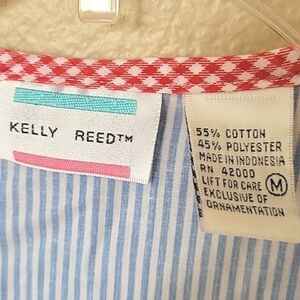 KELLY REED™
55% COTTON
45% POLYESTER
MADE IN INDONESIA
RN 42000
LIFT FOR CARE M
EXCLUSIVE OF
ORNAMENTATION